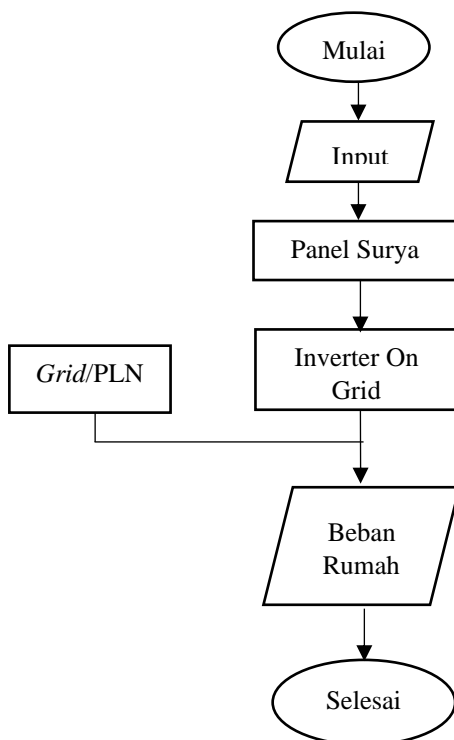 Mulai
Input
Panel Surya
Inverter On
Grid
Grid/PLN
Beban
Rumah
Selesai